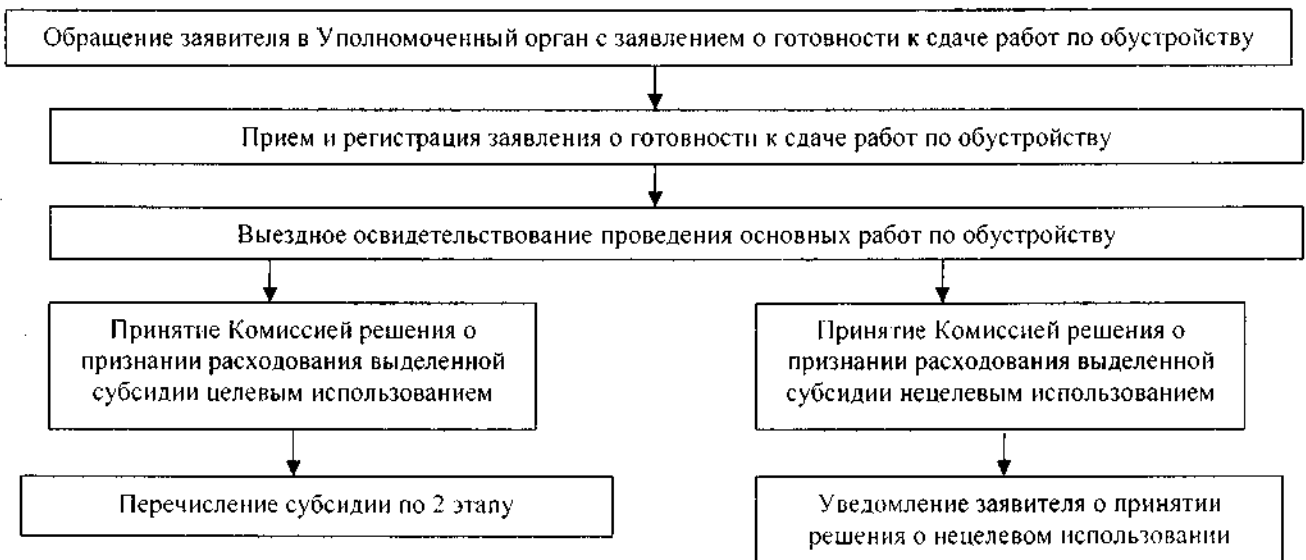 Обращение заявителя в Уполномоченный орган с заявлением о готовности к сдаче работ по обустройству
Прием и регистрация заявления о готовности к сдаче работ по обустройству
Выездное освидетельствование проведения основных работ по обустройству
Принятие Комиссией решения о
признании расходования выделенной
субсидии целевым использованием
Принятие Комиссией решения о
признании расходования выделенной
субсидии нецелевым использованием
Перечисление субсидии по 2 этапу
Уведомление заявителя о принятии
решения о нецелевом использовании